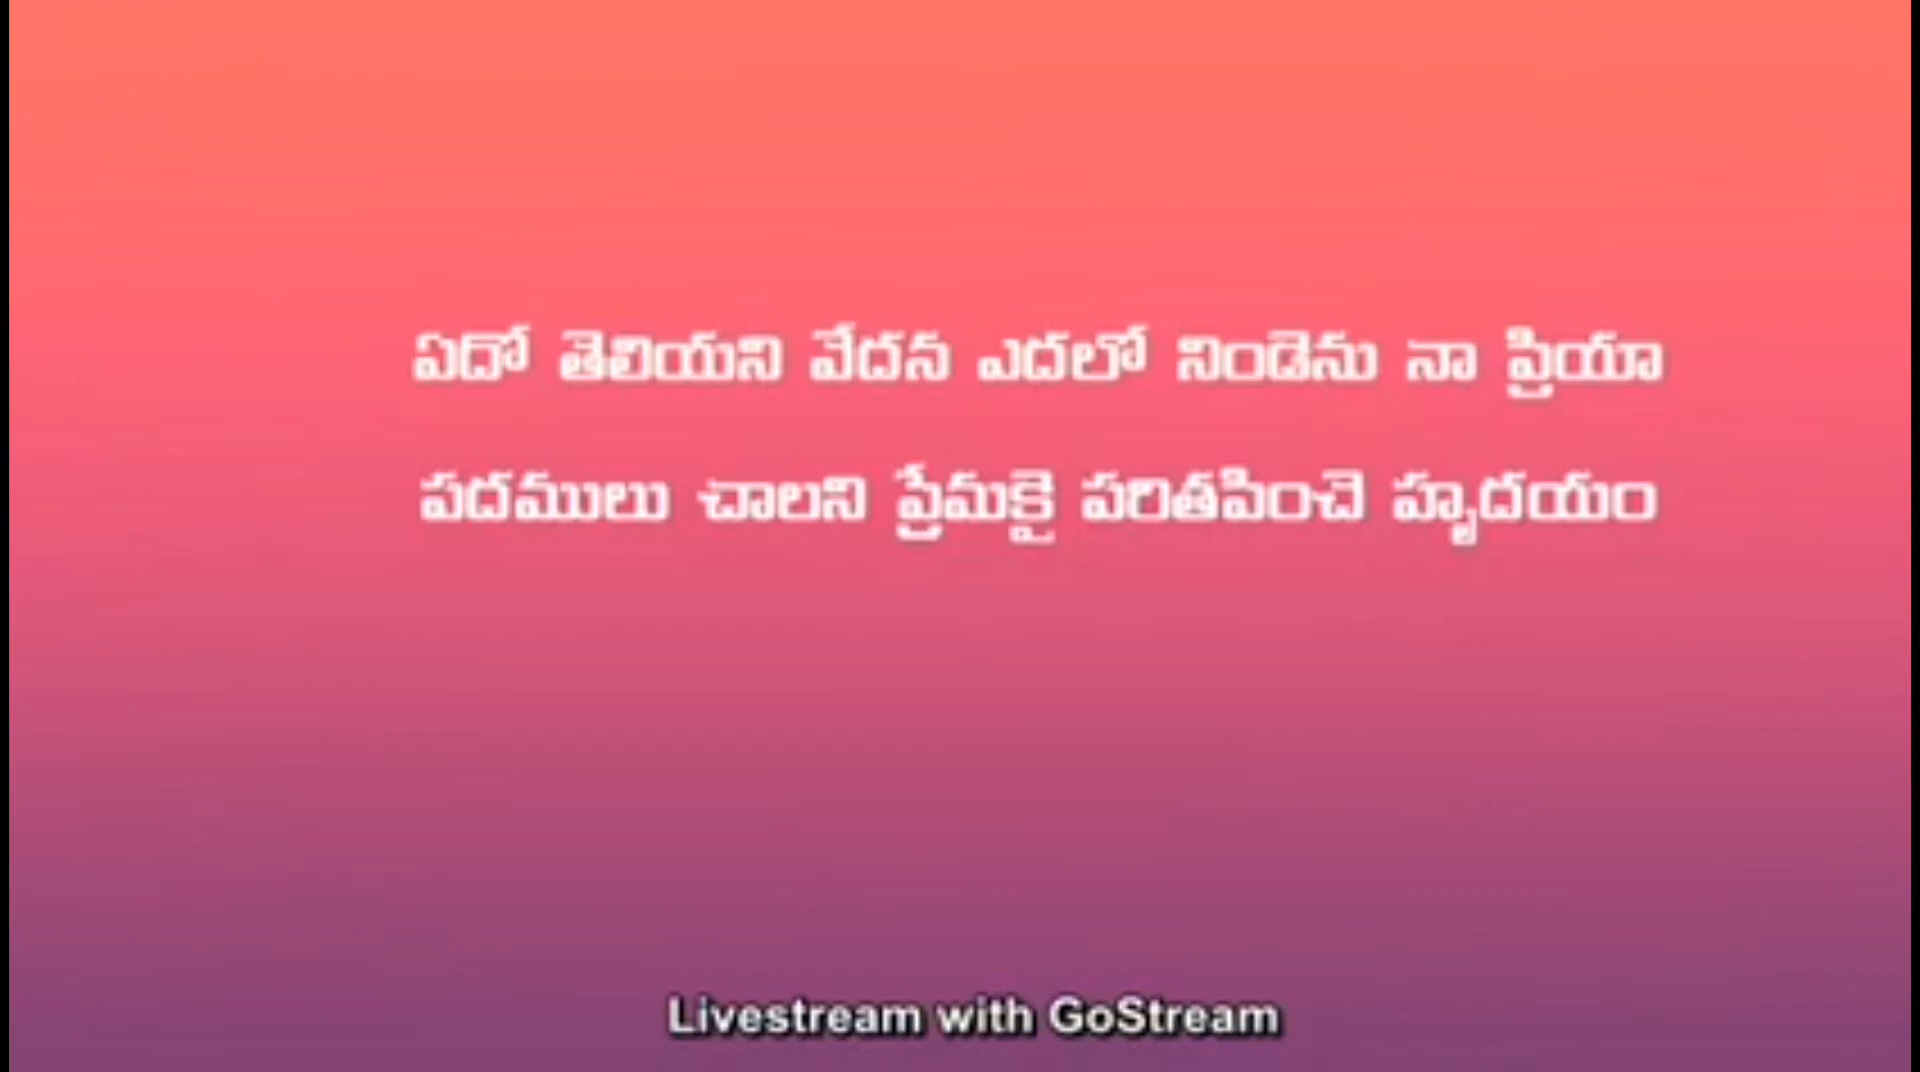 ఏదో తెలియని వేదన ఎదలో నిండెను నా ప్రియా
పదములు చాలని ప్రేమకై పరితపించె హృదయం
Livestream with GoStream